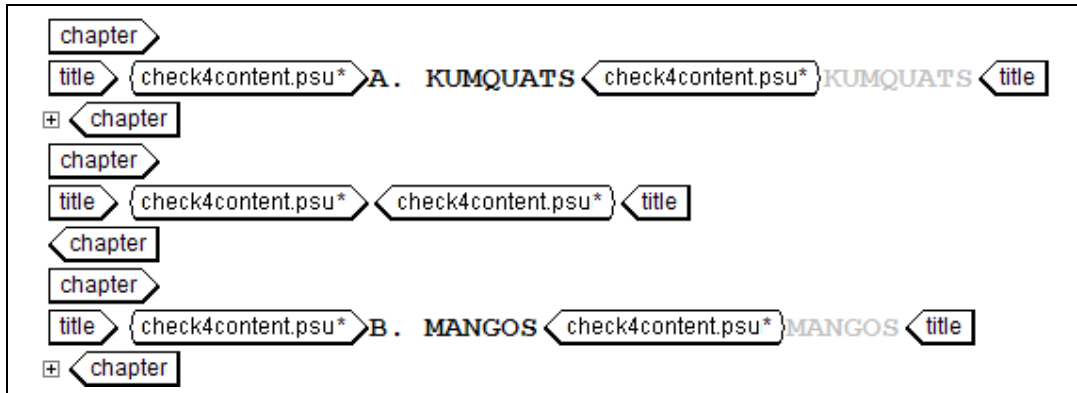 chapter
title check4content.psu* A. KUMQUATS check4content.psu* KUMQUATS title
chapter
chapter
title check4content.psu* check4content.psu* title
chapter
chapter
title check4content.psu* B. MANGOS check4content.psu* MANGOS title
chapter